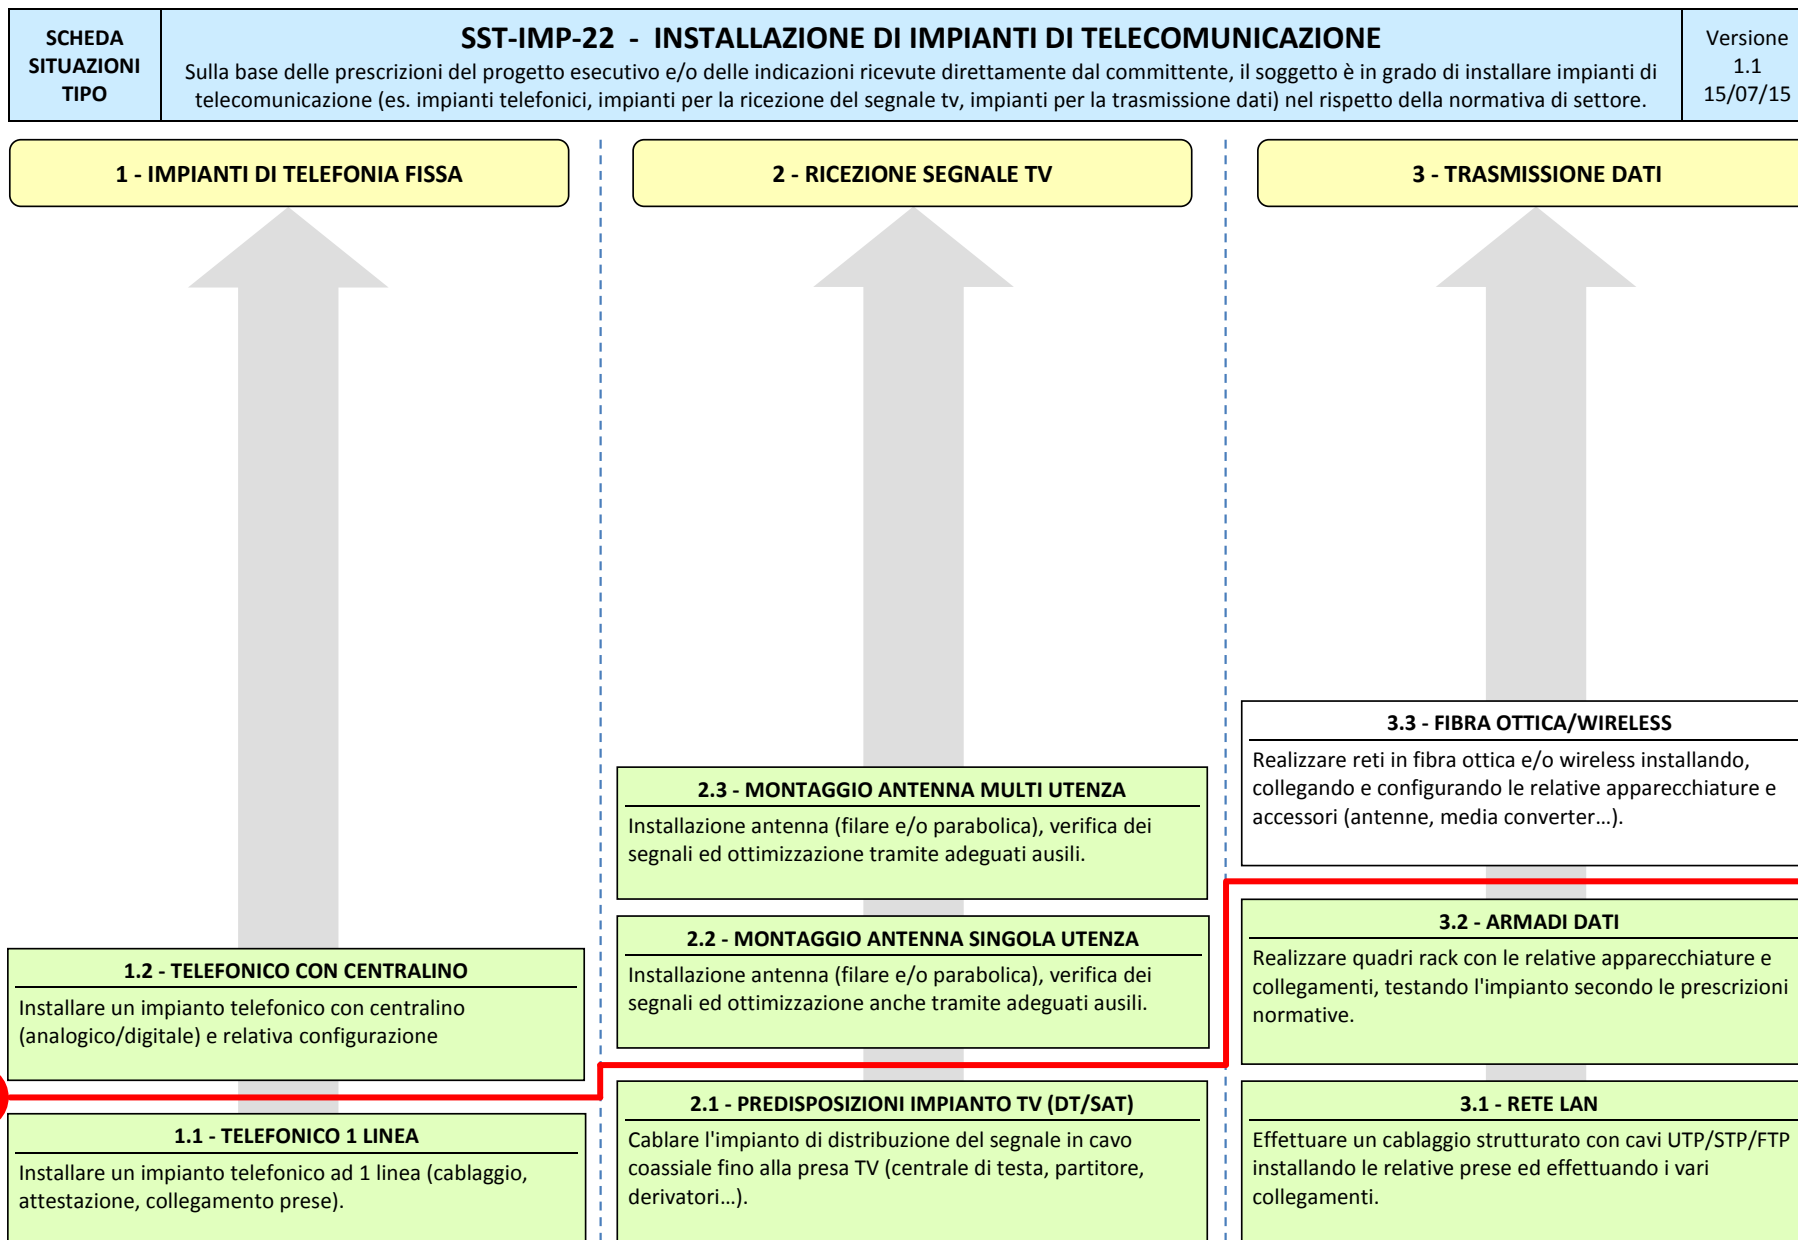 SCHEDA
SITUAZIONI
TIPO
SST-IMP-22 - INSTALLAZIONE DI IMPIANTI DI TELECOMUNICAZIONE
Sulla base delle prescrizioni del progetto esecutivo e/o delle indicazioni ricevute direttamente dal committente, il soggetto è in grado di installare impianti di
telecomunicazione (es. impianti telefonici, impianti per la ricezione del segnale tv, impianti per la trasmissione dati) nel rispetto della normativa di settore.
Versione
1.1
15/07/15
1 - IMPIANTI DI TELEFONIA FISSA
2 - RICEZIONE SEGNALE TV
3 - TRASMISSIONE DATI
1.2 - TELEFONICO CON CENTRALINO
Installare un impianto telefonico con centralino
(analogico/digitale) e relativa configurazione
1.1 - TELEFONICO 1 LINEA
Installare un impianto telefonico ad 1 linea (cablaggio,
attestazione, collegamento prese).
2.3 - MONTAGGIO ANTENNA MULTI UTENZA
Installazione antenna (filare e/o parabolica), verifica dei
segnali ed ottimizzazione tramite adeguati ausili.
2.2 - MONTAGGIO ANTENNA SINGOLA UTENZA
Installazione antenna (filare e/o parabolica), verifica dei
segnali ed ottimizzazione anche tramite adeguati ausili.
2.1 - PREDISPOSIZIONI IMPIANTO TV (DT/SAT)
Cablare l'impianto di distribuzione del segnale in cavo
coassiale fino alla presa TV (centrale di testa, partitore,
derivatori…).
3.3 - FIBRA OTTICA/WIRELESS
Realizzare reti in fibra ottica e/o wireless installando,
collegando e configurando le relative apparecchiature e
accessori (antenne, media converter…).
3.2 - ARMADI DATI
Realizzare quadri rack con le relative apparecchiature e
collegamenti, testando l'impianto secondo le prescrizioni
normative.
3.1 - RETE LAN
Effettuare un cablaggio strutturato con cavi UTP/STP/FTP
installando le relative prese ed effettuando i vari
collegamenti.